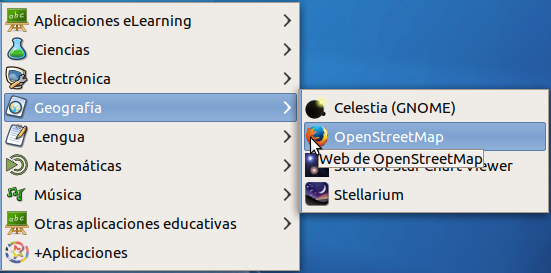 Aplicaciones eLearning
Ciencias
Electrónica
Geografía
Lengua
Matemáticas
Música
Otras aplicaciones educativas
+Aplicaciones
Celestia (GNOME)
OpenStreetMap
Web de OpenStreetMap
Chart Viewer
Stellarium